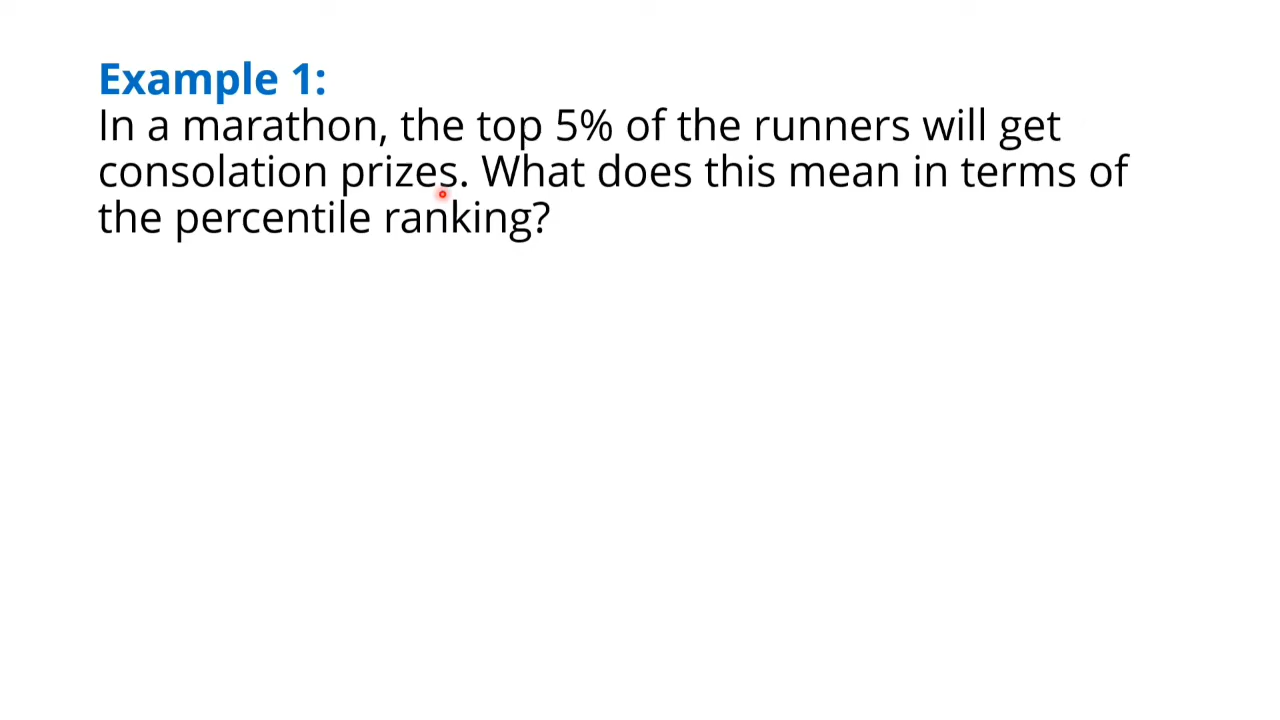 Example 1:
In a marathon, the top 5% of the runners will get
consolation prizes. What does this mean in terms of
the percentile ranking?